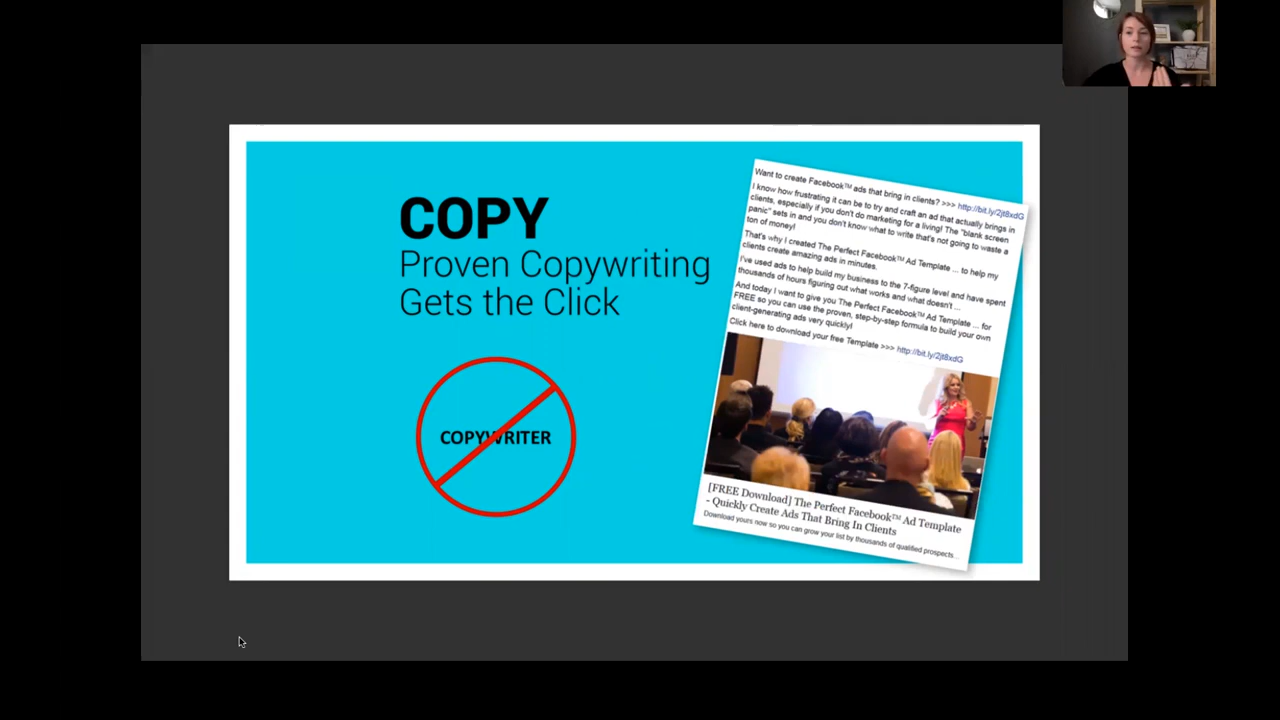 COPY
Proven Copywriting
Gets the Click
COPYWRITER
Want to create Facebook™ ads that bring in clients? >>> http://bit.ly/2jt8xdG
I know how frustrating it can be to try and craft an ad that actually brings in
clients, especially if you don't do marketing for a living! The "blank screen
panic" sets in and you don't know what to write that's not going to waste a
ton of money!
That's why I created The Perfect Facebook™ Ad Template ... to help my
clients create amazing ads in minutes.
I've used ads to help build my business to the 7-figure level and have spent
thousands of hours figuring out what works and what doesn't ...
And today I want to give you The Perfect Facebook™ Ad Template ... for
FREE so you can use the proven, step-by-step formula to build your own
client-generating ads very quickly!
Click here to download your free Template >>> http://bit.ly/2jt8xdG
[FREE Download] The Perfect Facebook™ Ad Template
- Quickly Create Ads That Bring In Clients
Download yours now so you can grow your list by thousands of qualified prospects...